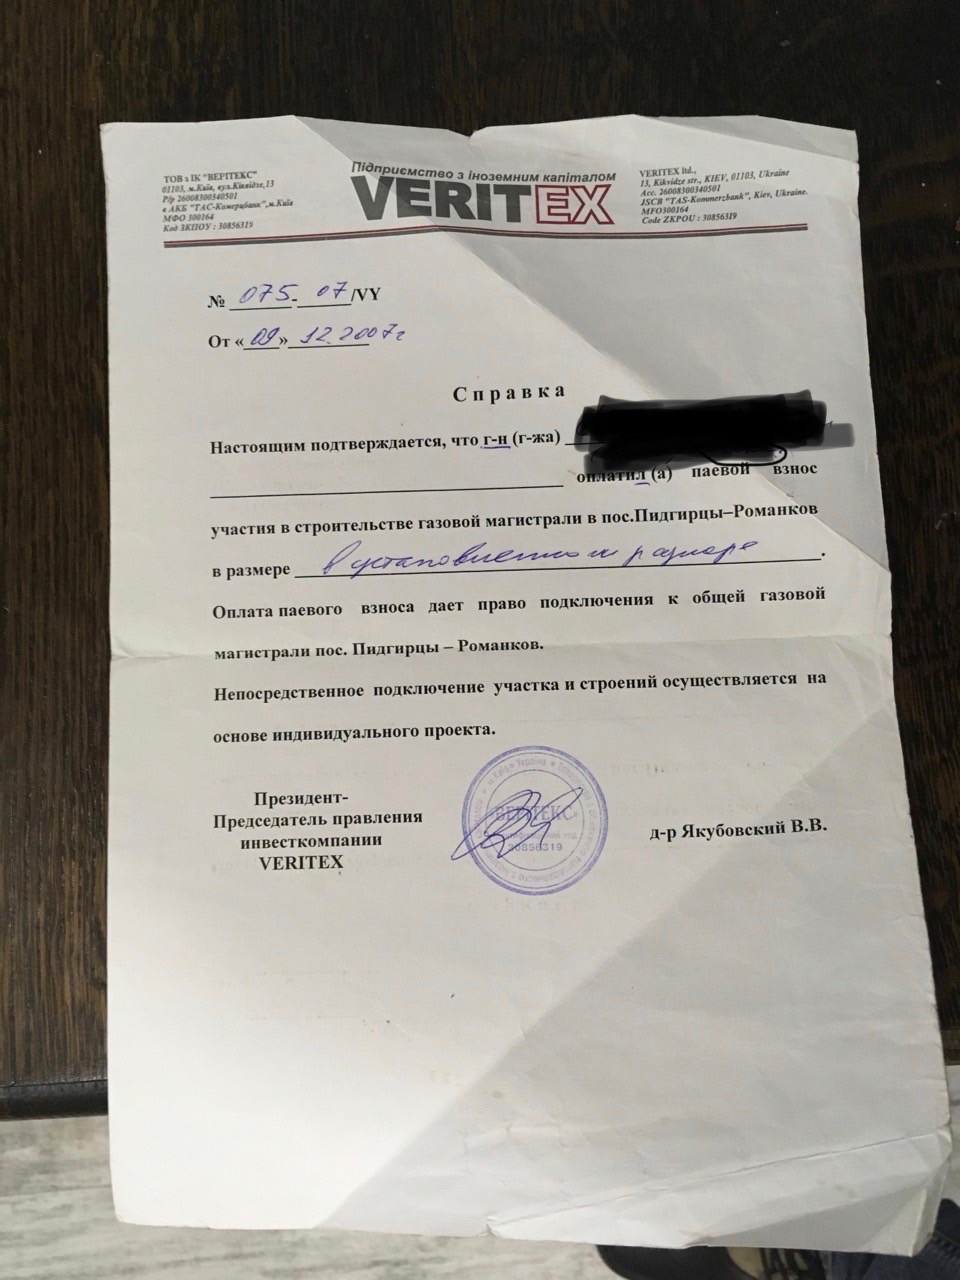 ТОВ з ІК "ВЕРІТЕКС"
01103, м.Київ, вул.Кіквідзе,13
Р/р 26008300340501
в АКБ "ТАС-Комерцбанк",м.Київ
МФО 300164
Код ЗКПОУ : 30856319
Підприємство з іноземним капіталом
VERITEX
VERITEX ltd.,
13, Kikvidze str., KIEV, 01103, Ukraine
Acc. 26008300340501
JSCB "TAS-Kommerzbank", Kiev, Ukraine.
MFO300164
Code ZKPOU : 30856319
№ 075-07/VY
От «09» 12.2007г
Справка
Настоящим подтверждается, что г-н (г-жа)
оплатил (а) паевой взнос
участия в строительстве газовой магистрали в пос.Пидгирцы–Романков
в размере в установленном размере.
Оплата паевого взноса дает право подключения к общей газовой
магистрали пос. Пидгирцы – Романков.
Непосредственное подключение участка и строений осуществляется на
основе индивидуального проекта.
Президент-
Председатель правления
инвесткомпании
VERITEX
"ВЕРІТЕКС"
30856319
д-р Якубовский В.В.